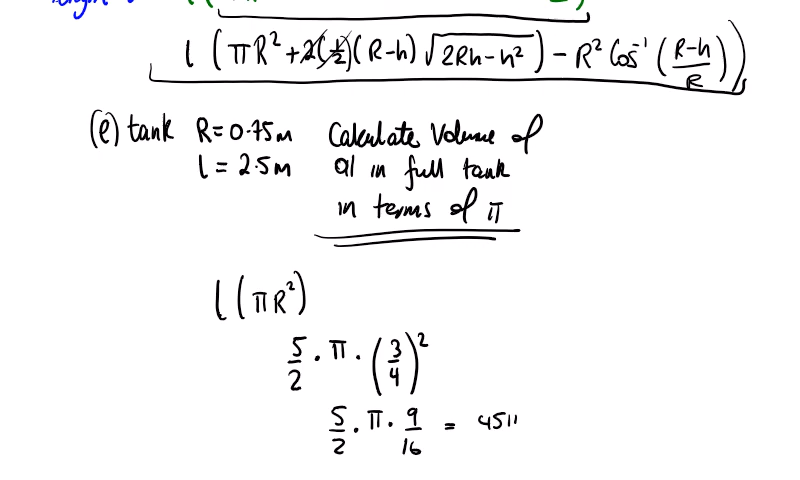 l ( πR² + 2(½)(R-h) √2Rh-h² ) - R² Cos⁻¹ ( R-h / R ) )
(e) tank R = 0.75m Calculate Volume of
l = 2.5m oil in full tank
in terms of π
l ( πR² )
5/2 . π . ( 3/4 )²
5/2 . π . 9/16 = 45